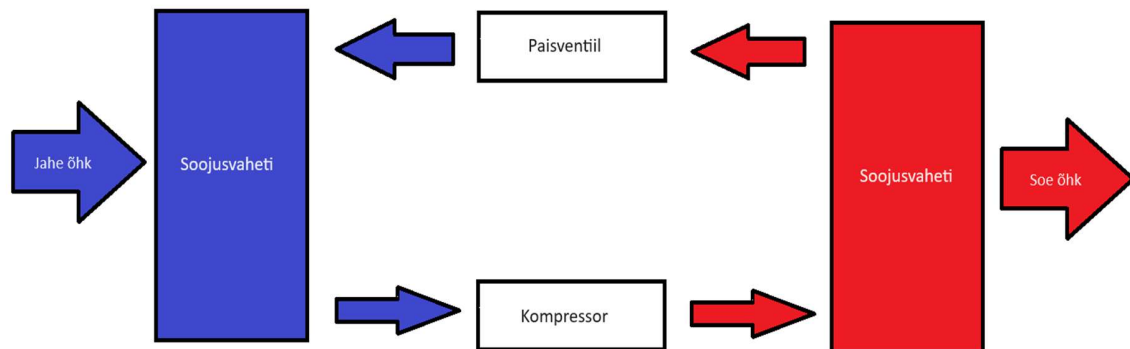 Paisventiil
Jahe õhk
Soojusvaheti
Soojusvaheti
Soe õhk
Kompressor